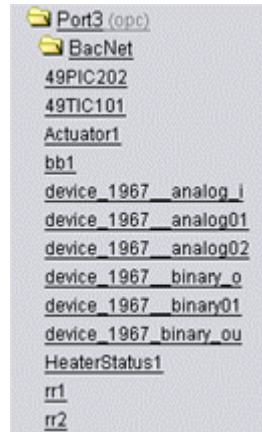 Port3 (opc)
BacNet
49PIC202
49TIC101
Actuator1
bb1
device_1967__analog_i
device_1967__analog01
device_1967__analog02
device_1967__binary_o
device_1967__binary01
device_1967_binary_ou
HeaterStatus1
rr1
rr2